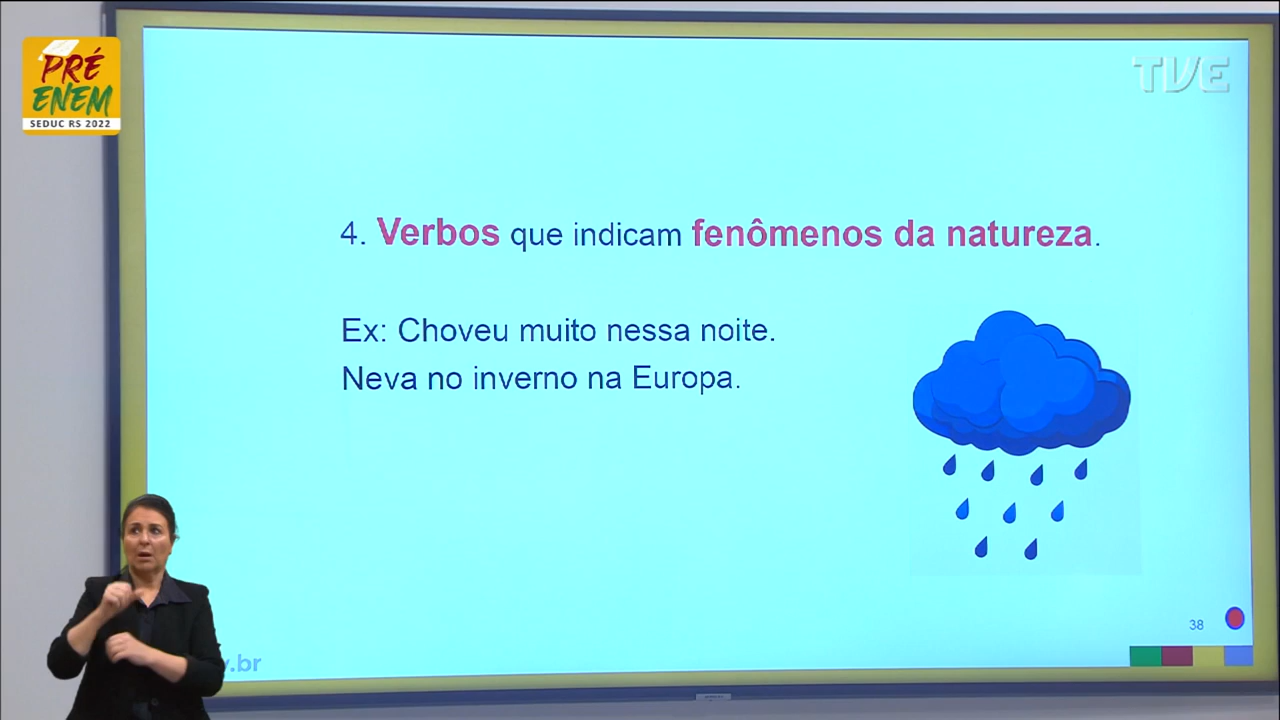 PRÉ
ENEM
SEDUC RS 2022
TVE
4. Verbos que indicam fenômenos da natureza.
Ex: Choveu muito nessa noite.
Neva no inverno na Europa.
38
.br